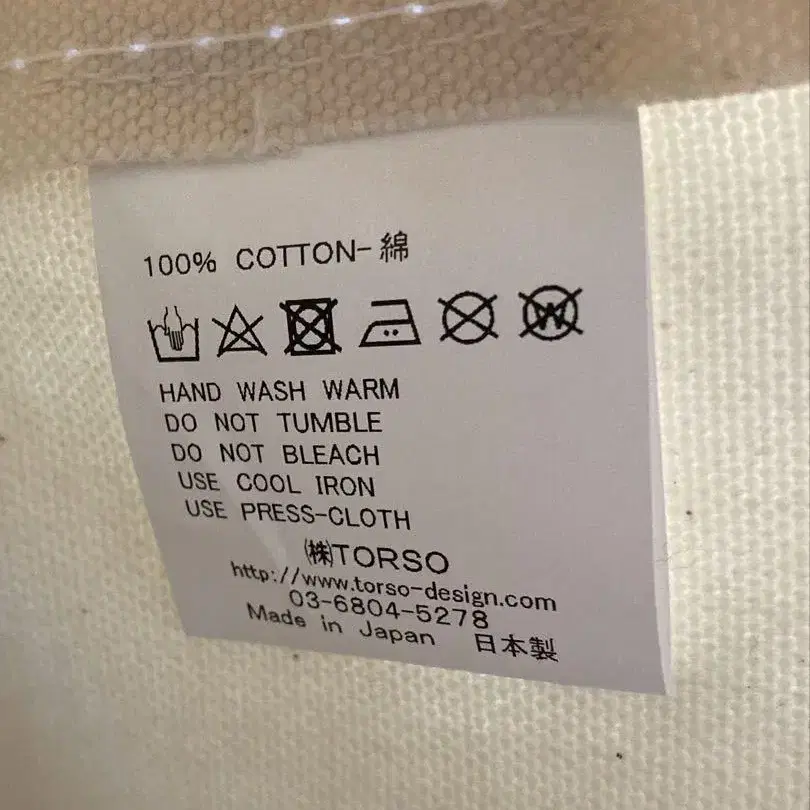 100% COTTON-綿
HAND WASH WARM
DO NOT TUMBLE
DO NOT BLEACH
USE COOL IRON
USE PRESS-CLOTH
㈱TORSO
http://www.torso-design.com
03-6804-5278
Made in Japan 日本製